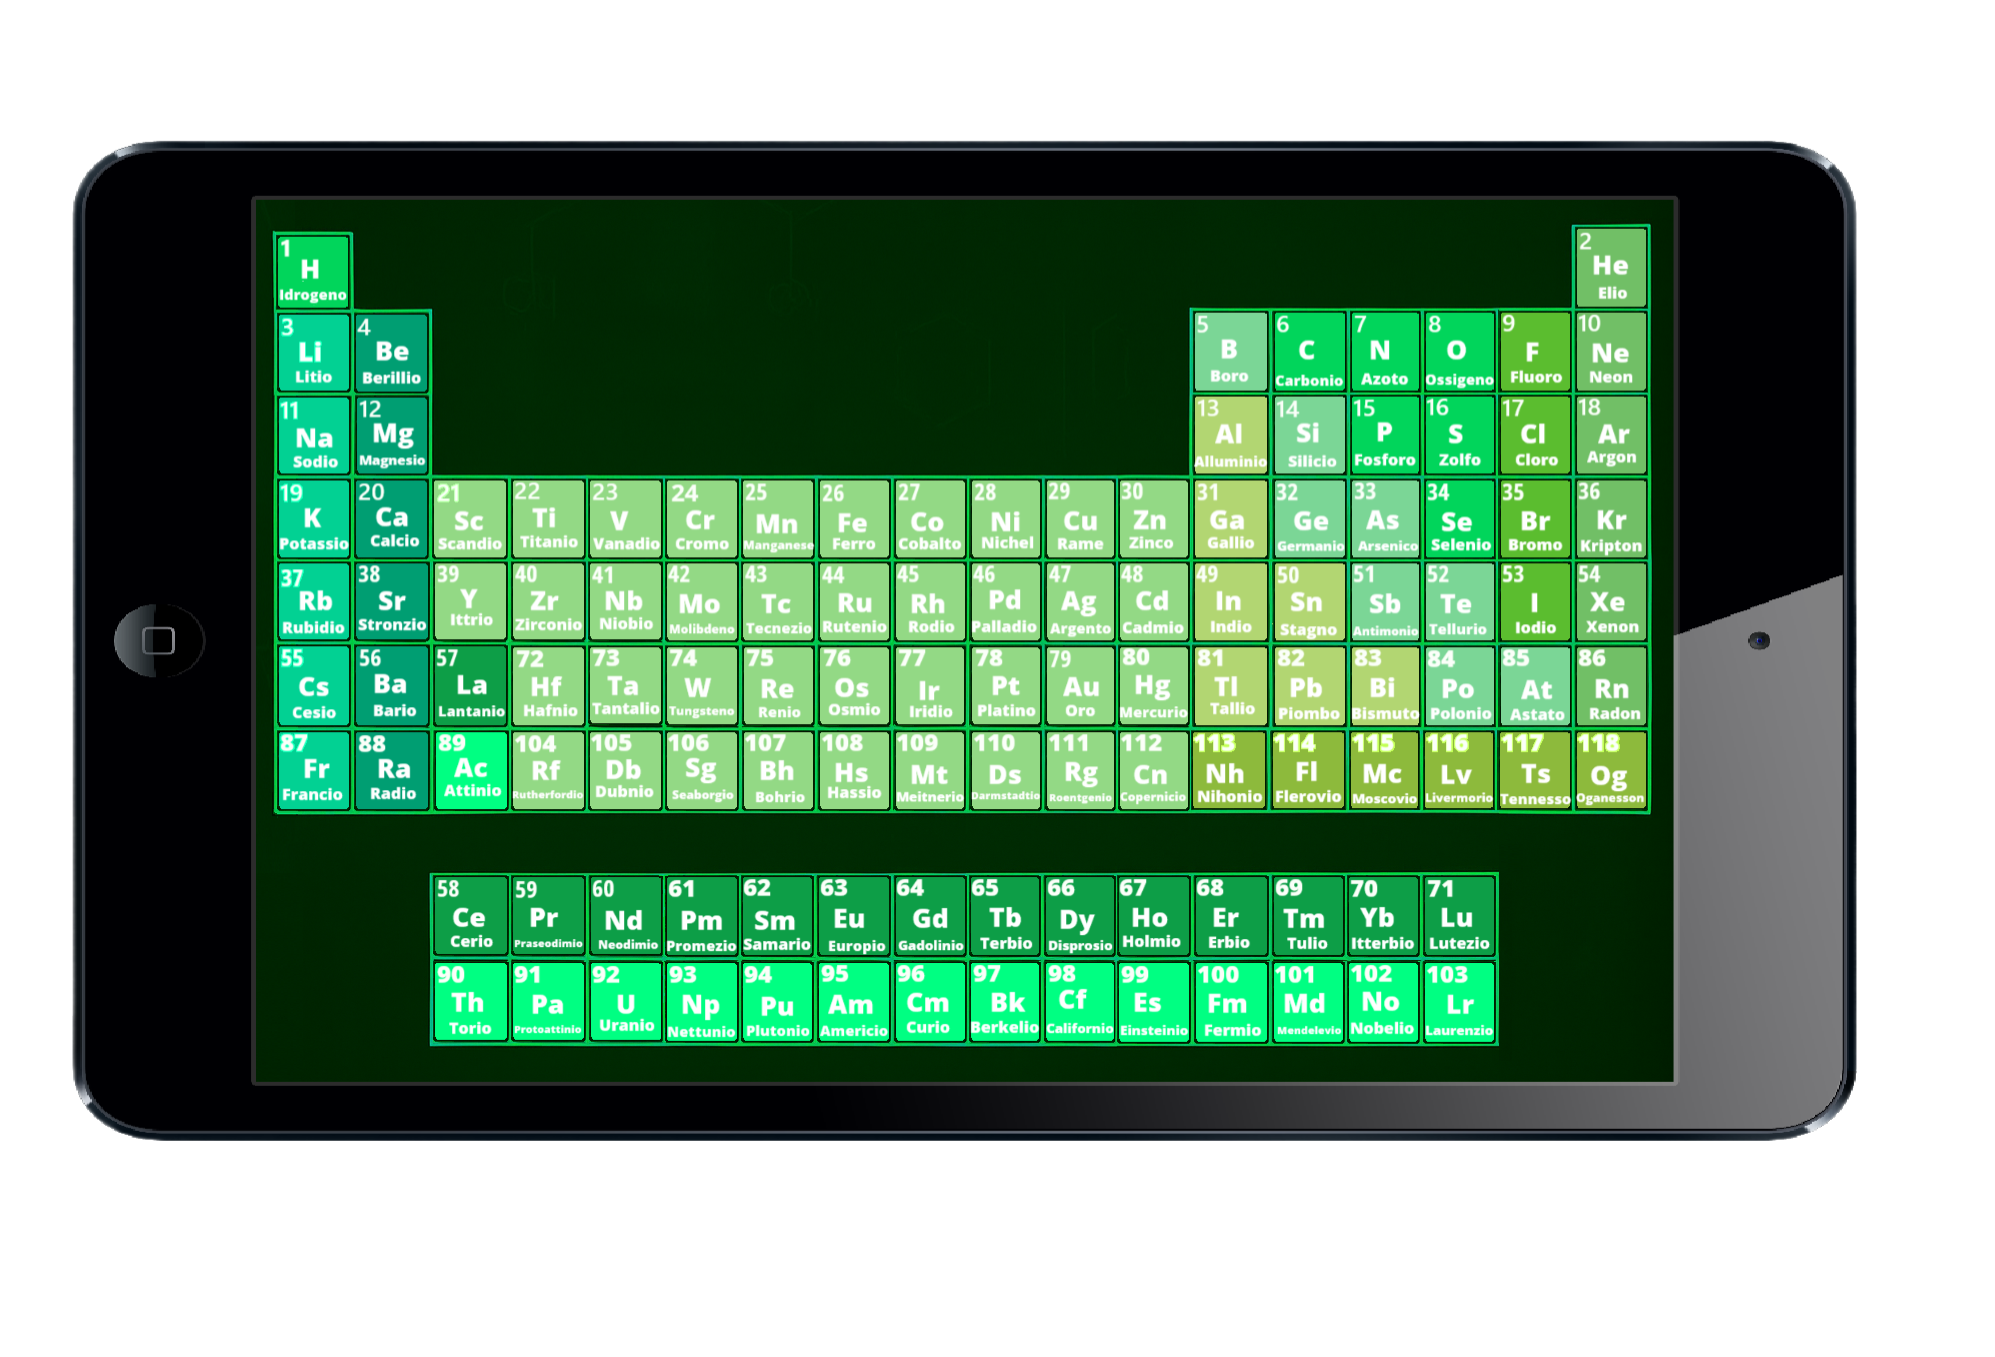 1
H
Idrogeno
2
He
Elio
3
Li
Litio
4
Be
Berillio
5
B
Boro
6
C
Carbonio
7
N
Azoto
8
O
Ossigeno
9
F
Fluoro
10
Ne
Neon
11
Na
Sodio
12
Mg
Magnesio
13
Al
Alluminio
14
Si
Silicio
15
P
Fosforo
16
S
Zolfo
17
Cl
Cloro
18
Ar
Argon
19
K
Potassio
20
Ca
Calcio
21
Sc
Scandio
22
Ti
Titanio
23
V
Vanadio
24
Cr
Cromo
25
Mn
Manganese
26
Fe
Ferro
27
Co
Cobalto
28
Ni
Nichel
29
Cu
Rame
30
Zn
Zinco
31
Ga
Gallio
32
Ge
Germanio
33
As
Arsenico
34
Se
Selenio
35
Br
Bromo
36
Kr
Kripton
37
Rb
Rubidio
38
Sr
Stronzio
39
Y
Ittrio
40
Zr
Zirconio
41
Nb
Niobio
42
Mo
Molibdeno
43
Tc
Tecnezio
44
Ru
Rutenio
45
Rh
Rodio
46
Pd
Palladio
47
Ag
Argento
48
Cd
Cadmio
49
In
Indio
50
Sn
Stagno
51
Sb
Antimonio
52
Te
Tellurio
53
I
Iodio
54
Xe
Xenon
55
Cs
Cesio
56
Ba
Bario
57
La
Lantanio
72
Hf
Hafnio
73
Ta
Tantalio
74
W
Tungsteno
75
Re
Renio
76
Os
Osmio
77
Ir
Iridio
78
Pt
Platino
79
Au
Oro
80
Hg
Mercurio
81
Tl
Tallio
82
Pb
Piombo
83
Bi
Bismuto
84
Po
Polonio
85
At
Astato
86
Rn
Radon
87
Fr
Francio
88
Ra
Radio
89
Ac
Attinio
104
Rf
Rutherfordio
105
Db
Dubnio
106
Sg
Seaborgio
107
Bh
Bohrio
108
Hs
Hassio
109
Mt
Meitnerio
110
Ds
Darmstadtio
111
Rg
Roentgenio
112
Cn
Copernicio
113
Nh
Nihonio
114
Fl
Flerovio
115
Mc
Moscovio
116
Lv
Livermorio
117
Ts
Tennesso
118
Og
Oganesson
58
Ce
Cerio
59
Pr
Praseodimio
60
Nd
Neodimio
61
Pm
Promezio
62
Sm
Samario
63
Eu
Europio
64
Gd
Gadolinio
65
Tb
Terbio
66
Dy
Disprosio
67
Ho
Holmio
68
Er
Erbio
69
Tm
Tulio
70
Yb
Itterbio
71
Lu
Lutezio
90
Th
Torio
91
Pa
Protoattinio
92
U
Uranio
93
Np
Nettunio
94
Pu
Plutonio
95
Am
Americio
96
Cm
Curio
97
Bk
Berkelio
98
Cf
Californio
99
Es
Einsteinio
100
Fm
Fermio
101
Md
Mendelevio
102
No
Nobelio
103
Lr
Laurenzio